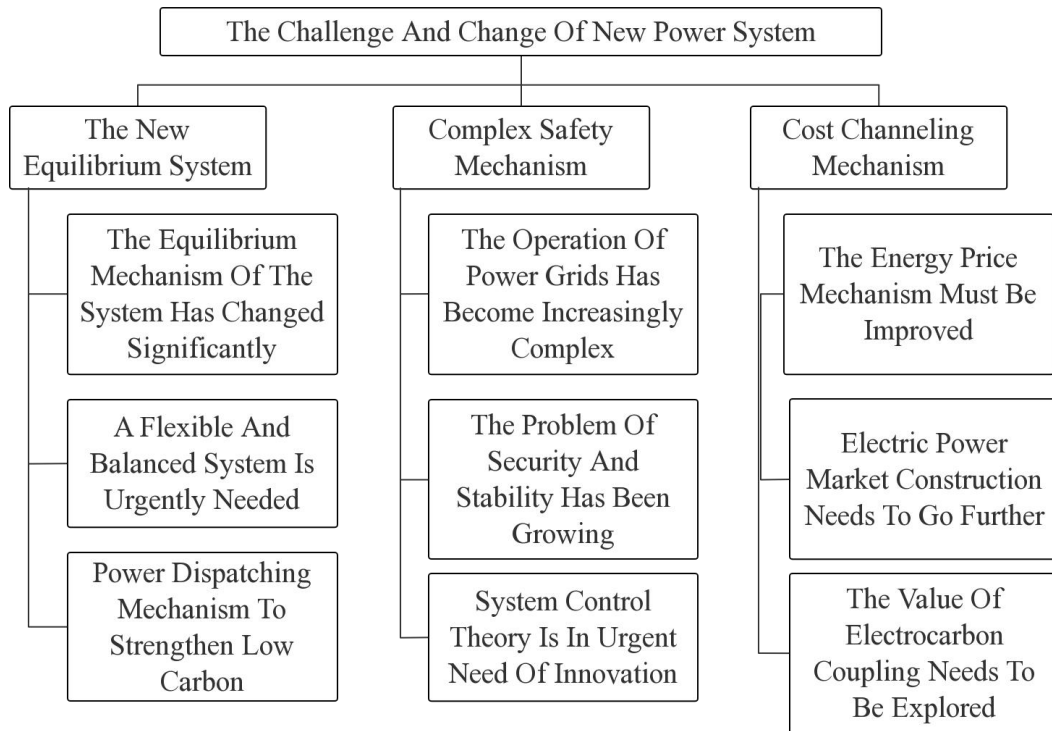 The Challenge And Change Of New Power System
The New
Equilibrium System
The Equilibrium
Mechanism Of The
System Has Changed
Significantly
A Flexible And
Balanced System Is
Urgently Needed
Power Dispatching
Mechanism To
Strengthen Low
Carbon
Complex Safety
Mechanism
The Operation Of
Power Grids Has
Become Increasingly
Complex
The Problem Of
Security And
Stability Has Been
Growing
System Control
Theory Is In Urgent
Need Of Innovation
Cost Channeling
Mechanism
The Energy Price
Mechanism Must Be
Improved
Electric Power
Market Construction
Needs To Go Further
The Value Of
Electrocarbon
Coupling Needs To
Be Explored